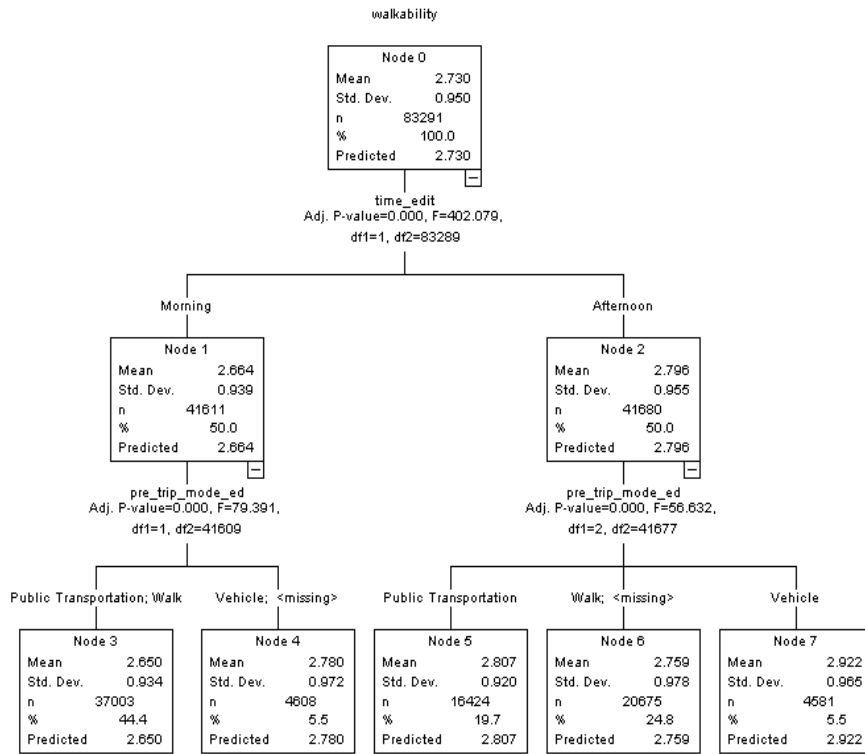 walkability
Node 0
Mean 2.730
Std. Dev. 0.950
n 83291
% 100.0
Predicted 2.730
time_edit
Adj. P-value=0.000, F=402.079,
df1=1, df2=83289
Morning
Afternoon
Node 1
Mean 2.664
Std. Dev. 0.939
n 41611
% 50.0
Predicted 2.664
Node 2
Mean 2.796
Std. Dev. 0.955
n 41680
% 50.0
Predicted 2.796
pre_trip_mode_ed
Adj. P-value=0.000, F=79.391,
df1=1, df2=41609
pre_trip_mode_ed
Adj. P-value=0.000, F=56.632,
df1=2, df2=41677
Public Transportation; Walk
Vehicle; <missing>
Public Transportation
Walk; <missing>
Vehicle
Node 3
Mean 2.650
Std. Dev. 0.934
n 37003
% 44.4
Predicted 2.650
Node 4
Mean 2.780
Std. Dev. 0.972
n 4608
% 5.5
Predicted 2.780
Node 5
Mean 2.807
Std. Dev. 0.920
n 16424
% 19.7
Predicted 2.807
Node 6
Mean 2.759
Std. Dev. 0.978
n 20675
% 24.8
Predicted 2.759
Node 7
Mean 2.922
Std. Dev. 0.965
n 4581
% 5.5
Predicted 2.922